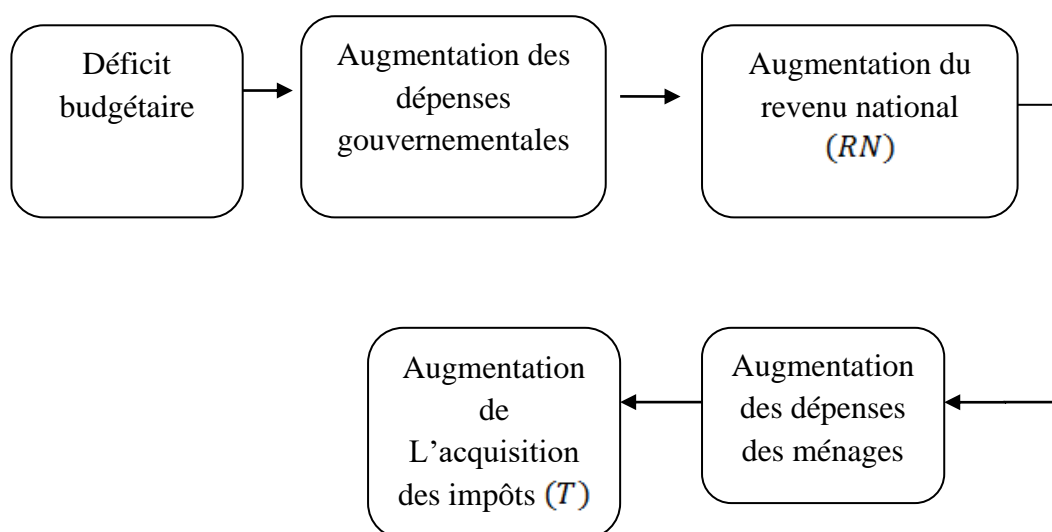 Déficit
budgétaire
Augmentation des
dépenses
gouvernementales
Augmentation du
revenu national
(RN)
Augmentation
des dépenses
des ménages
Augmentation
de
L’acquisition
des impôts (T)